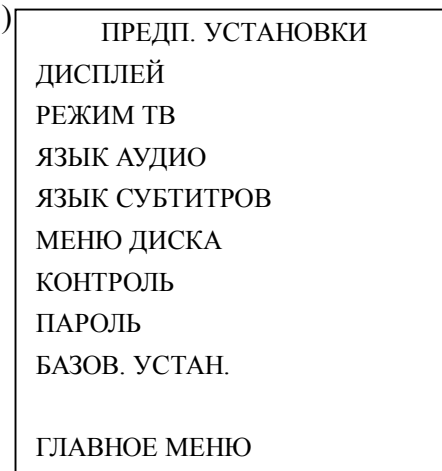 )
ПРЕДП. УСТАНОВКИ
ДИСПЛЕЙ
РЕЖИМ ТВ
ЯЗЫК АУДИО
ЯЗЫК СУБТИТРОВ
МЕНЮ ДИСКА
КОНТРОЛЬ
ПАРОЛЬ
БАЗОВ. УСТАН.
ГЛАВНОЕ МЕНЮ